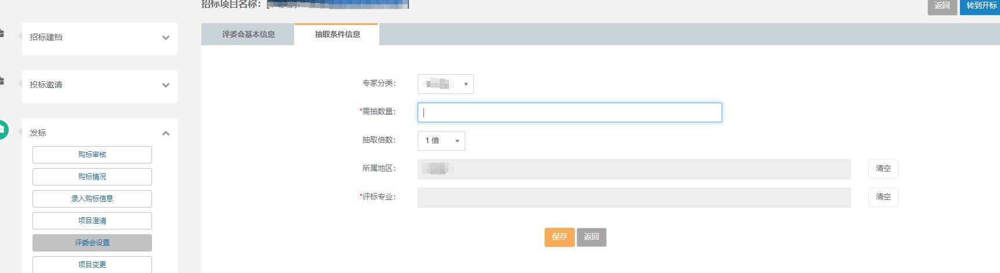 招标项目名称：
返回
转到开标
招标建档
投标邀请
发标
购标审核
购标情况
录入购标信息
项目澄清
评委会设置
项目变更
评委会基本信息
抽取条件信息
专家分类：
*需抽数量：
抽取倍数：
1 倍
所属地区：
清空
*评标专业：
清空
保存
返回